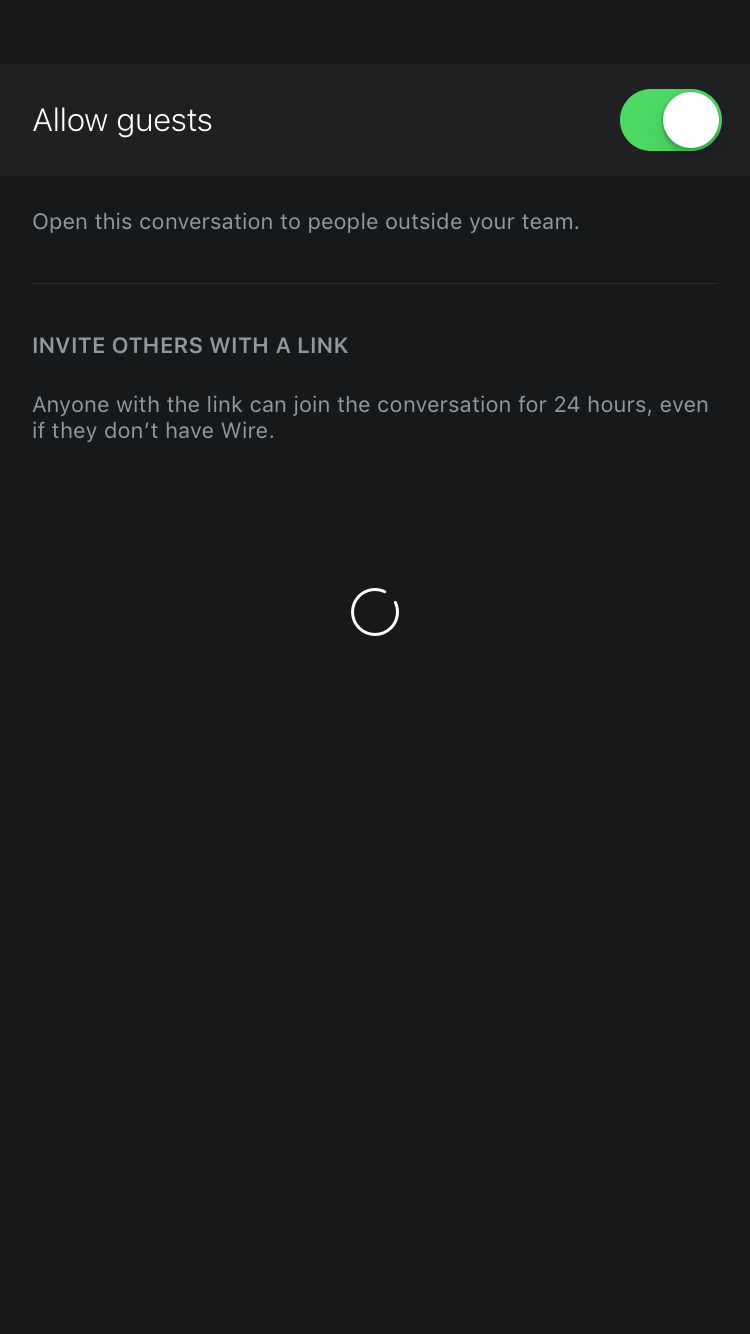 Allow guests
Open this conversation to people outside your team.
INVITE OTHERS WITH A LINK
Anyone with the link can join the conversation for 24 hours, even
if they don’t have Wire.